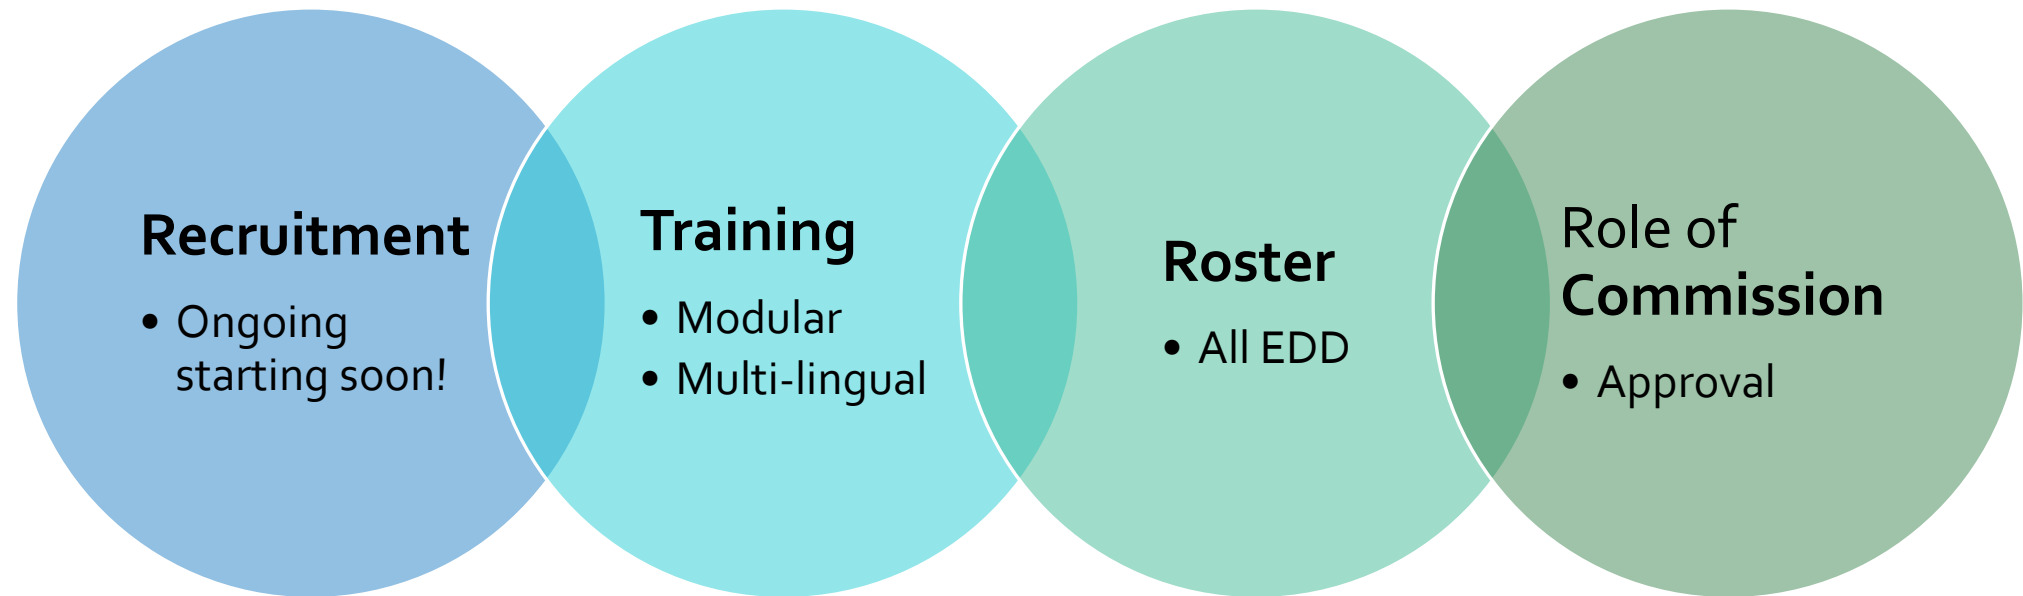 Recruitment
• Ongoing
starting soon!
Training
• Modular
• Multi-lingual
Roster
• All EDD
Role of
Commission
• Approval